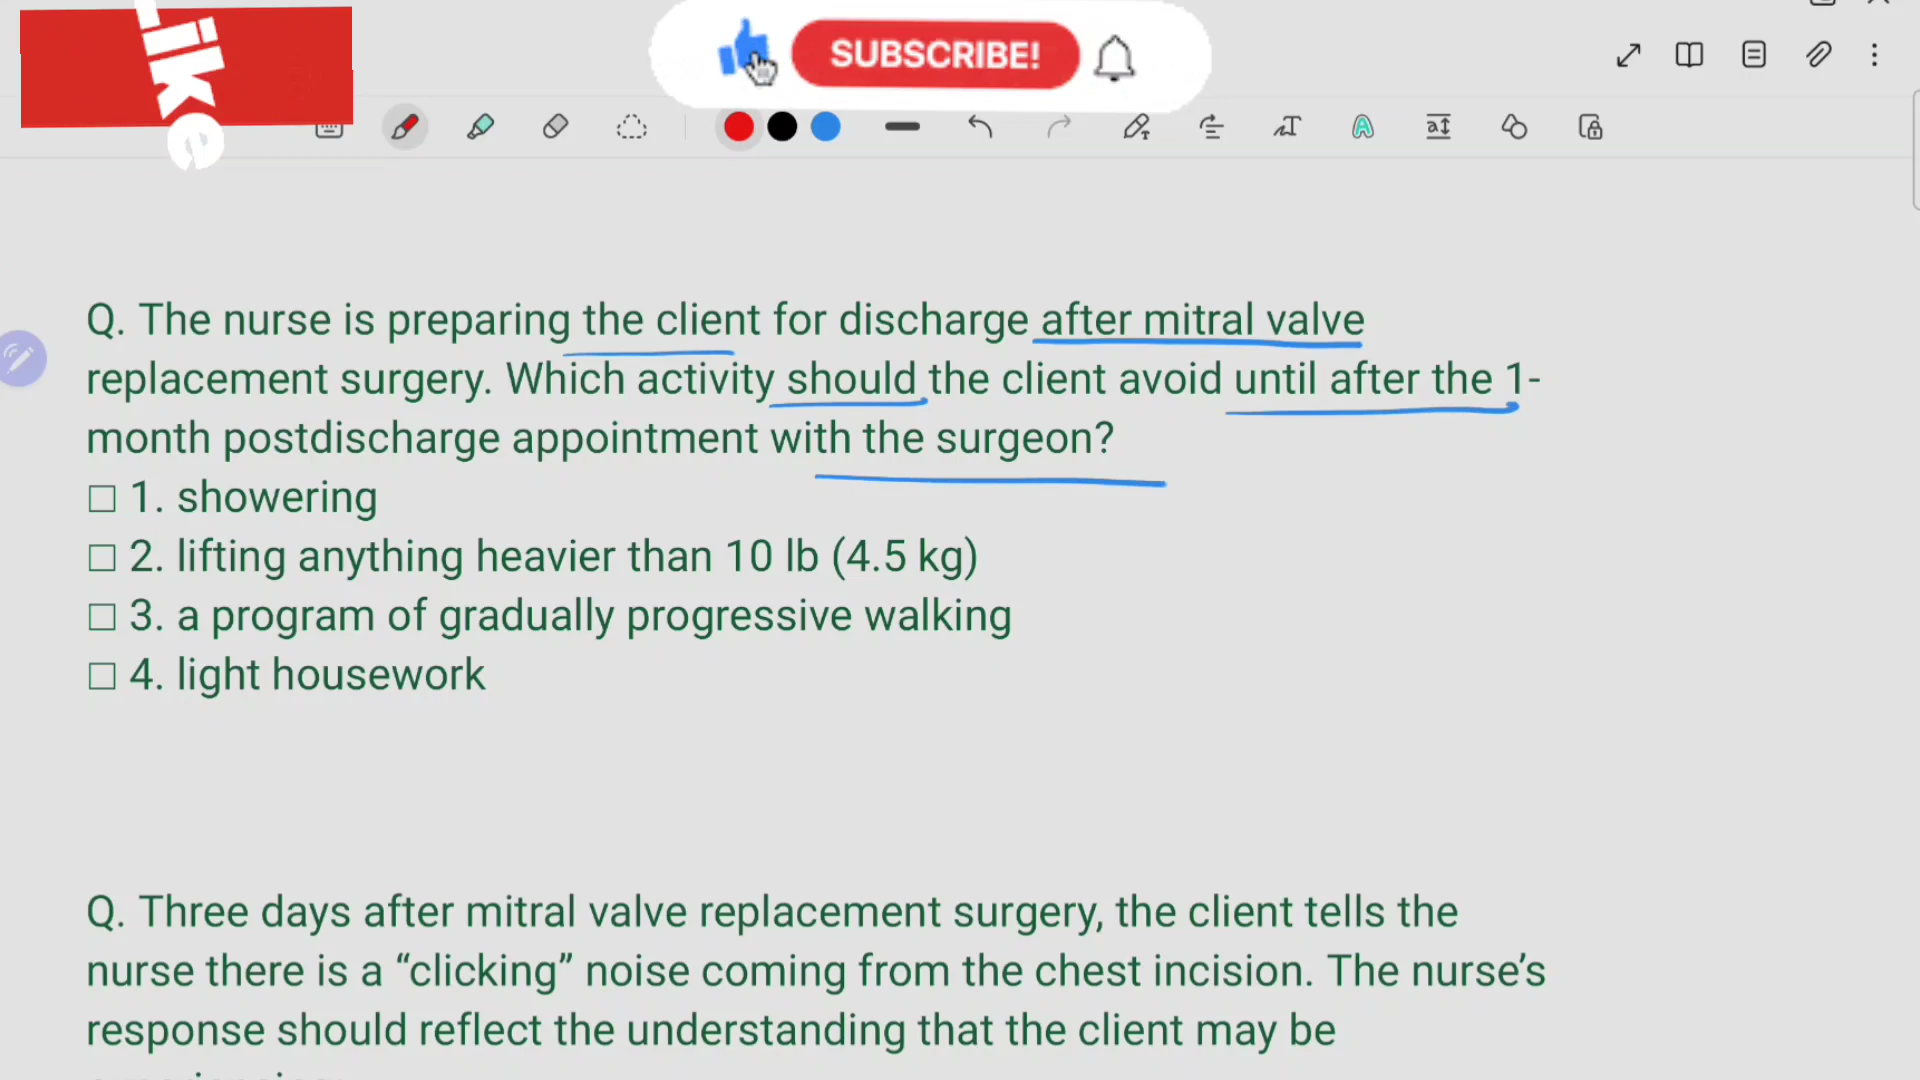 Like
SUBSCRIBE!
Q. The nurse is preparing the client for discharge after mitral valve
replacement surgery. Which activity should the client avoid until after the 1-
month postdischarge appointment with the surgeon?
☐ 1. showering
☐ 2. lifting anything heavier than 10 lb (4.5 kg)
☐ 3. a program of gradually progressive walking
☐ 4. light housework
Q. Three days after mitral valve replacement surgery, the client tells the
nurse there is a “clicking” noise coming from the chest incision. The nurse’s
response should reflect the understanding that the client may be